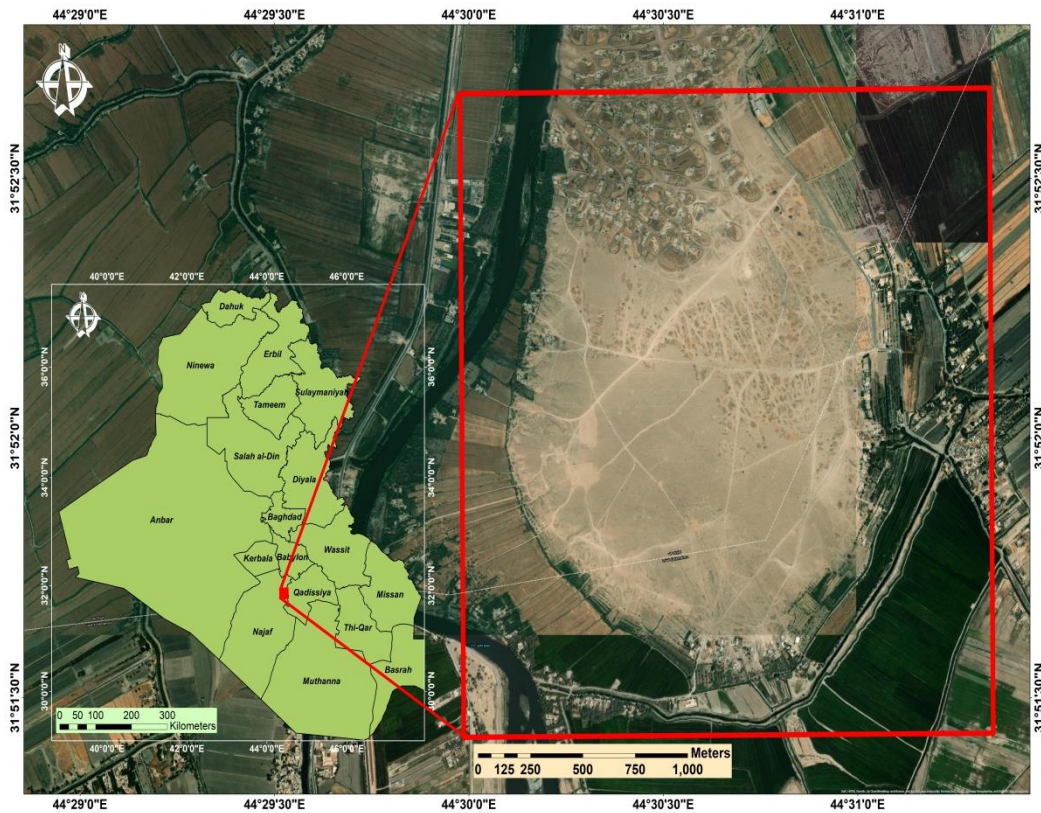 44°29'0"E 44°29'30"E 44°30'0"E 44°30'30"E 44°31'0"E
N
31°52'30"N 31°52'30"N
40°0'0"E 42°0'0"E 44°0'0"E 46°0'0"E
N
Dahuk
Erbil
Ninewa
36°0'0"N 36°0'0"N
Sulaymaniyah
Tameem
31°52'0"N 31°52'0"N
Salah al-Din
Diyala
34°0'0"N 34°0'0"N
Anbar
Baghdad
Wassit
Kerbala Babylon
32°0'0"N 32°0'0"N
Qadissiya Missan
Najaf
Thi-Qar
Basrah
Muthanna
30°0'0"N 30°0'0"N
31°51'30"N 31°51'30"N
0 50 100 200 300
Kilometers
40°0'0"E 42°0'0"E 44°0'0"E 46°0'0"E
Meters
0 125 250 500 750 1,000
44°29'0"E 44°29'30"E 44°30'0"E 44°30'30"E 44°31'0"E